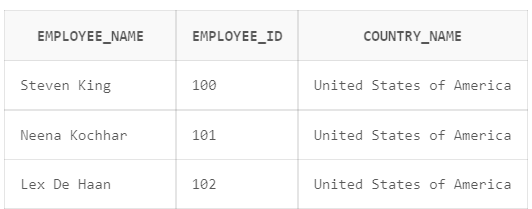 EMPLOYEE_NAME EMPLOYEE_ID COUNTRY_NAME
Steven King 100 United States of America
Neena Kochhar 101 United States of America
Lex De Haan 102 United States of America